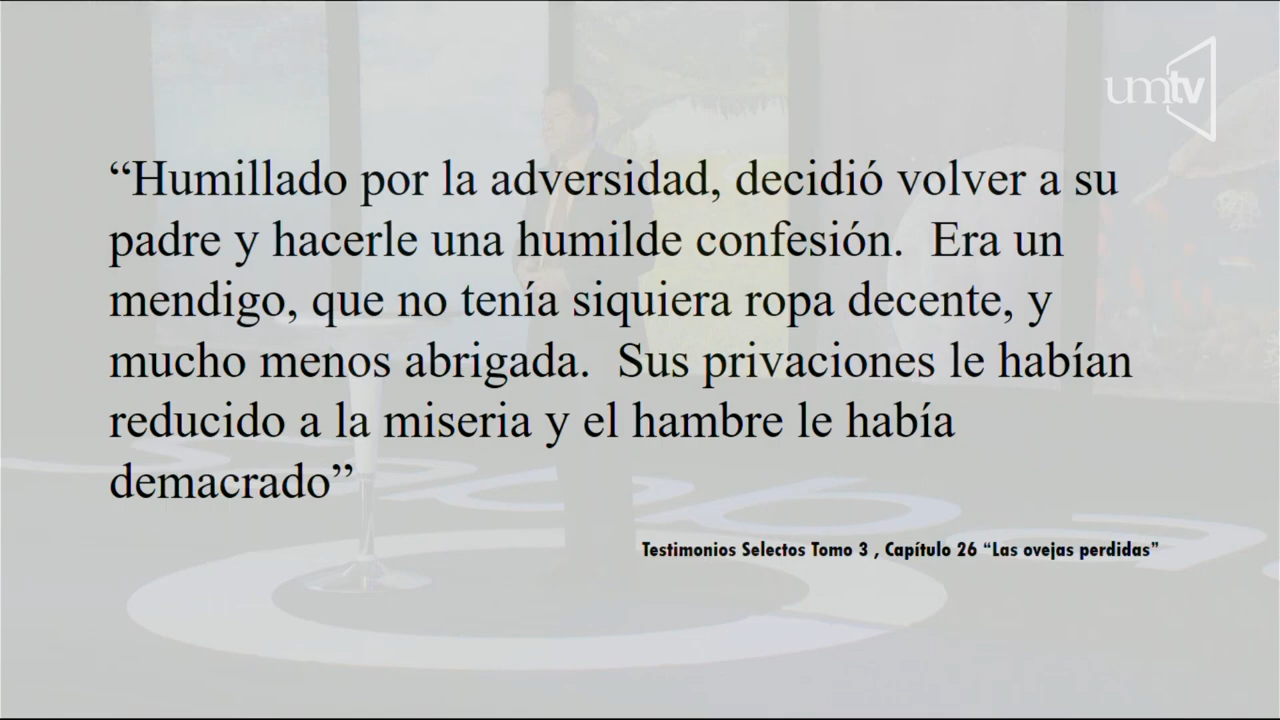 umtv
“Humillado por la adversidad, decidió volver a su
padre y hacerle una humilde confesión.  Era un
mendigo, que no tenía siquiera ropa decente, y
mucho menos abrigada.  Sus privaciones le habían
reducido a la miseria y el hambre le había
demacrado”
Testimonios Selectos Tomo 3 , Capítulo 26 “Las ovejas perdidas”